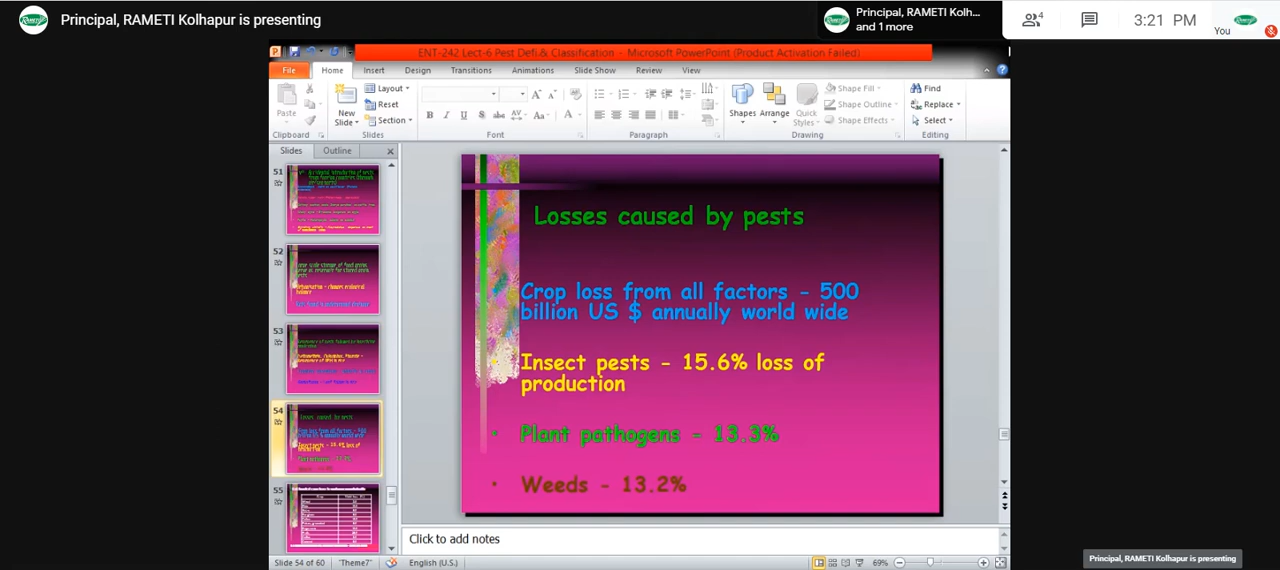 Principal, RAMETI Kolhapur is presenting
Principal, RAMETI Kolh...
and 1 more
4
3:21 PM
You
ENT-242 Lect-6 Pest Defi.& Classification - Microsoft PowerPoint (Product Activation Failed)
File Home Insert Design Transitions Animations Slide Show Review View
Paste
Clipboard
New
Slide
Layout
Reset
Section
Slides
Font
Paragraph
Shapes
Arrange
Quick
Styles
Shape Fill
Shape Outline
Shape Effects
Drawing
Find
Replace
Select
Editing
Slides Outline
51
52
53
54
55
Losses caused by pests
Crop loss from all factors - 500
billion US $ annually world wide
Insect pests - 15.6% loss of
production
• Plant pathogens - 13.3%
• Weeds - 13.2%
Click to add notes
Slide 54 of 60 "Theme7" English (U.S.) 69%
Principal, RAMETI Kolhapur is presenting